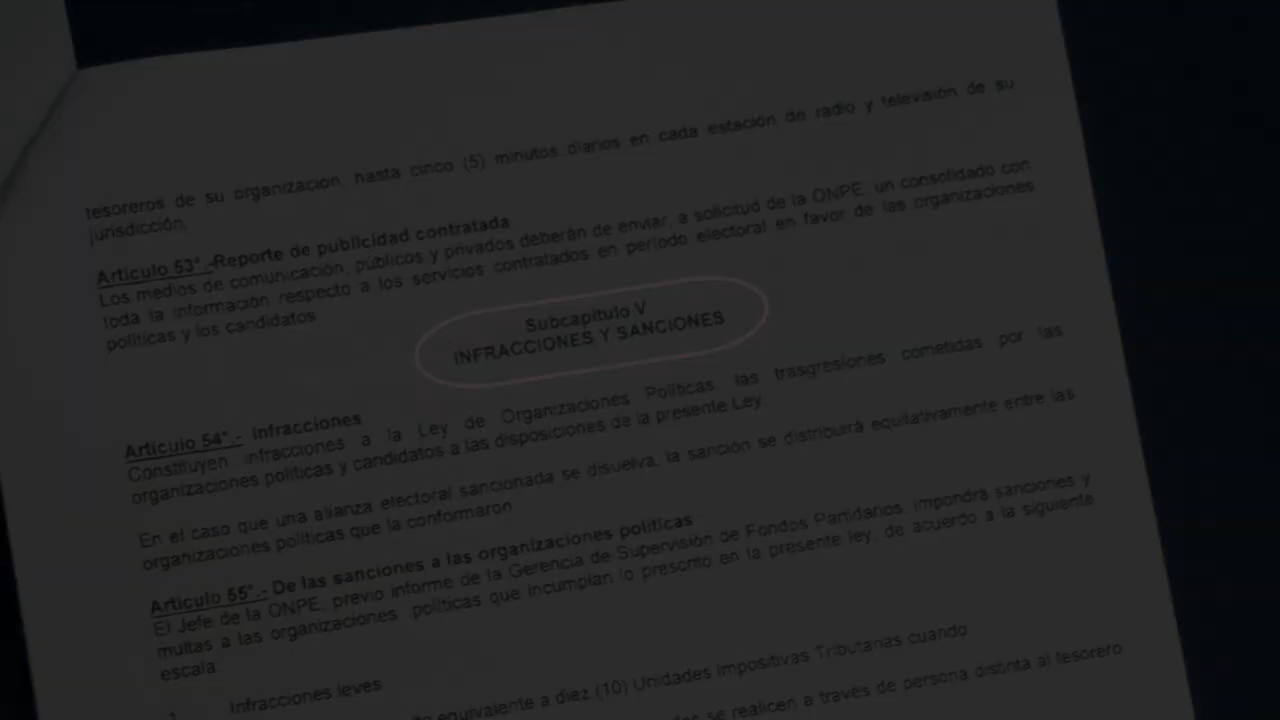 tesoreros de su organización, hasta cinco (5) minutos diarios en cada estación de radio y televisión de su
jurisdicción.
Artículo 53°.-Reporte de publicidad contratada
Los medios de comunicación, públicos y privados deberán de enviar, a solicitud de la ONPE, un consolidado con
toda la información respecto a los servicios contratados en período electoral en favor de las organizaciones
políticas y los candidatos.
Subcapítulo V
INFRACCIONES Y SANCIONES
Artículo 54°.- Infracciones
Constituyen infracciones a la Ley de Organizaciones Políticas, las trasgresiones cometidas por las
organizaciones políticas y candidatos a las disposiciones de la presente Ley.
En el caso que una alianza electoral sancionada se disuelva, la sanción se distribuirá equitativamente entre las
organizaciones políticas que la conformaron.
Artículo 55°.- De las sanciones a las organizaciones políticas
El Jefe de la ONPE, previo informe de la Gerencia de Supervisión de Fondos Partidarios, impondrá sanciones y
multas a las organizaciones políticas que incumplan lo prescrito en la presente ley, de acuerdo a la siguiente
escala:
1. Infracciones leves
equivalente a diez (10) Unidades Impositivas Tributarias cuando
se realicen a través de persona distinta al tesorero